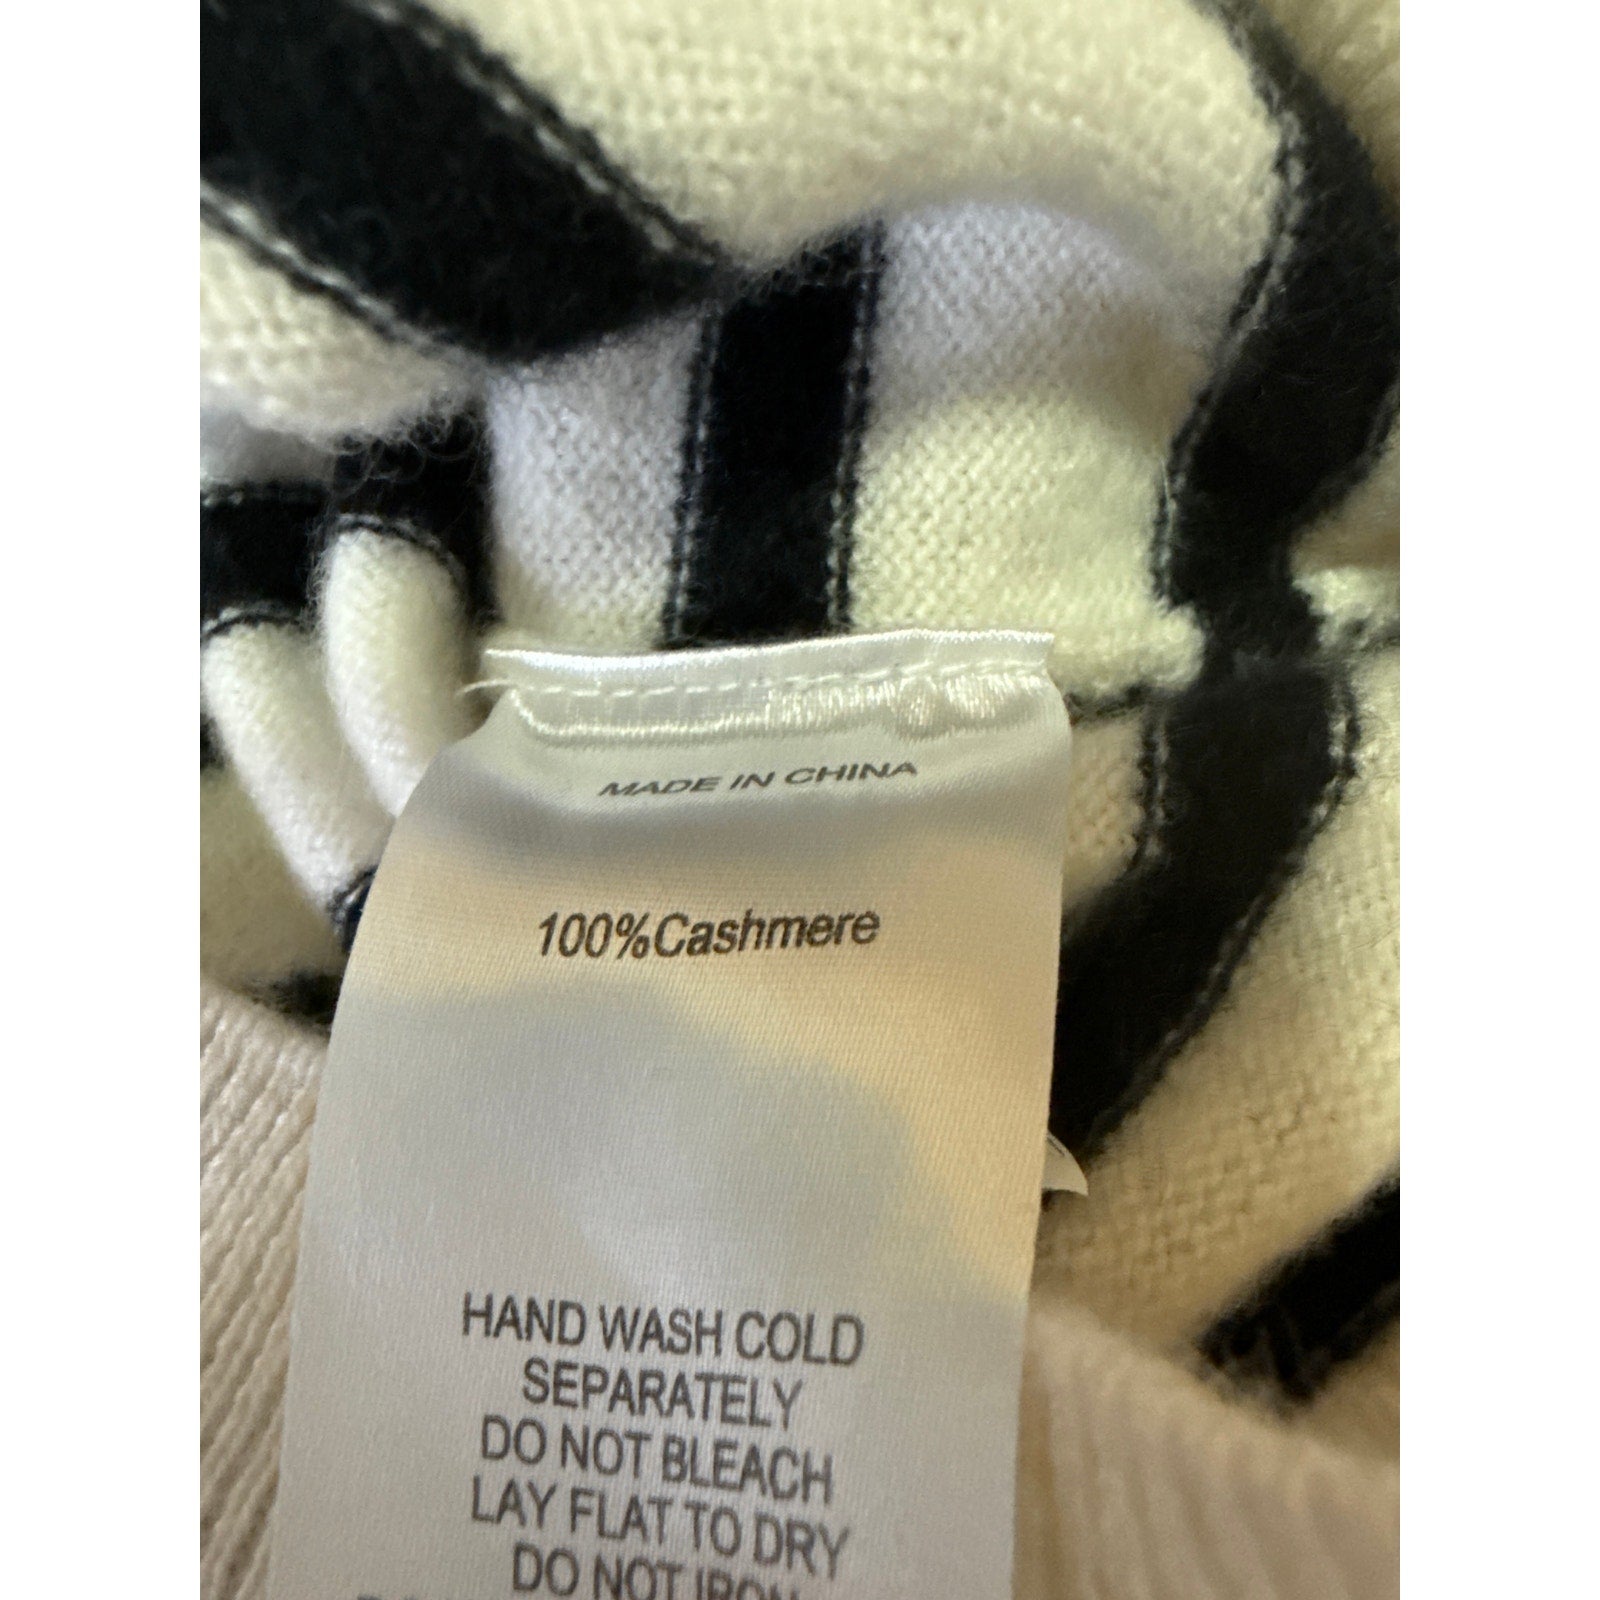 MADE IN CHINA
100%Cashmere
HAND WASH COLD
SEPARATELY
DO NOT BLEACH
LAY FLAT TO DRY
DO NOT IRON